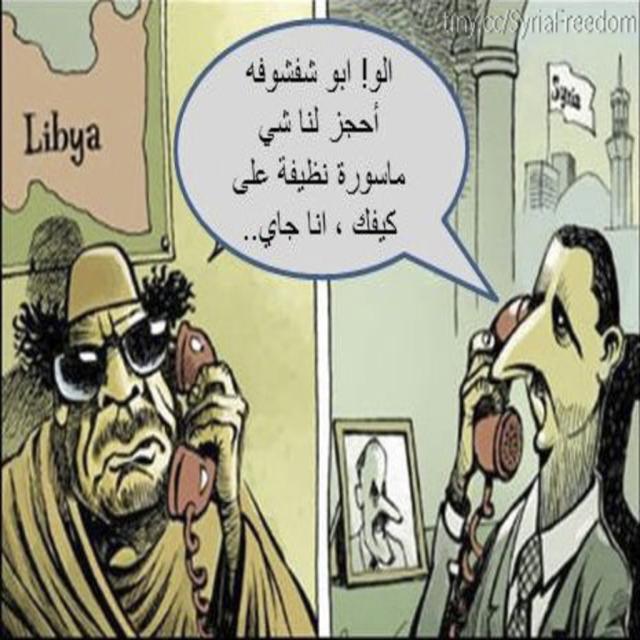 tiny.cc/SyriaFreedom
الو! ابو شفشوفه
أحجز لنا شي
ماسورة نظيفة على
كيفك ، انا جاي..
Libya
Syria